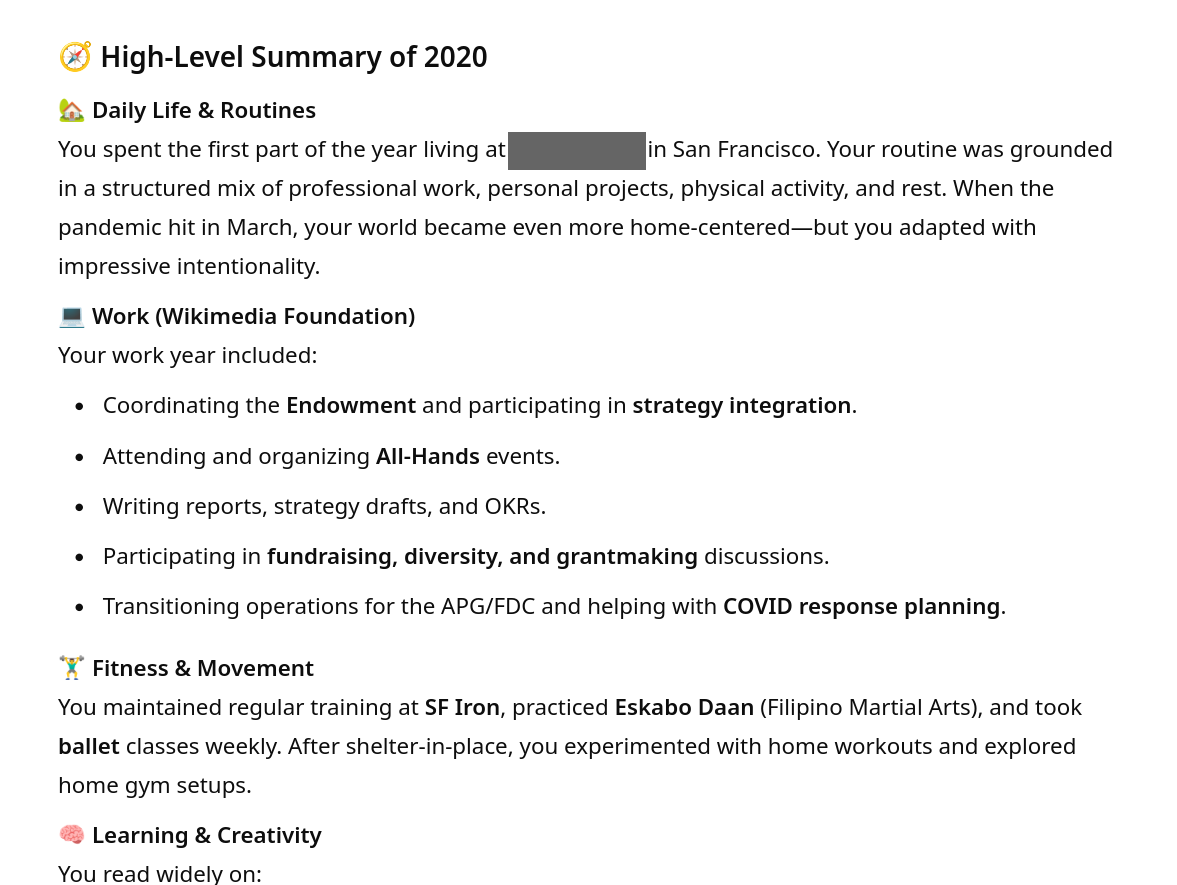 🧭 High-Level Summary of 2020
🏡 Daily Life & Routines
You spent the first part of the year living at in San Francisco. Your routine was grounded
in a structured mix of professional work, personal projects, physical activity, and rest. When the
pandemic hit in March, your world became even more home-centered—but you adapted with
impressive intentionality.
💻 Work (Wikimedia Foundation)
Your work year included:
• Coordinating the Endowment and participating in strategy integration.
• Attending and organizing All-Hands events.
• Writing reports, strategy drafts, and OKRs.
• Participating in fundraising, diversity, and grantmaking discussions.
• Transitioning operations for the APG/FDC and helping with COVID response planning.
🏋️ Fitness & Movement
You maintained regular training at SF Iron, practiced Eskabo Daan (Filipino Martial Arts), and took
ballet classes weekly. After shelter-in-place, you experimented with home workouts and explored
home gym setups.
🧠 Learning & Creativity
You read widely on: